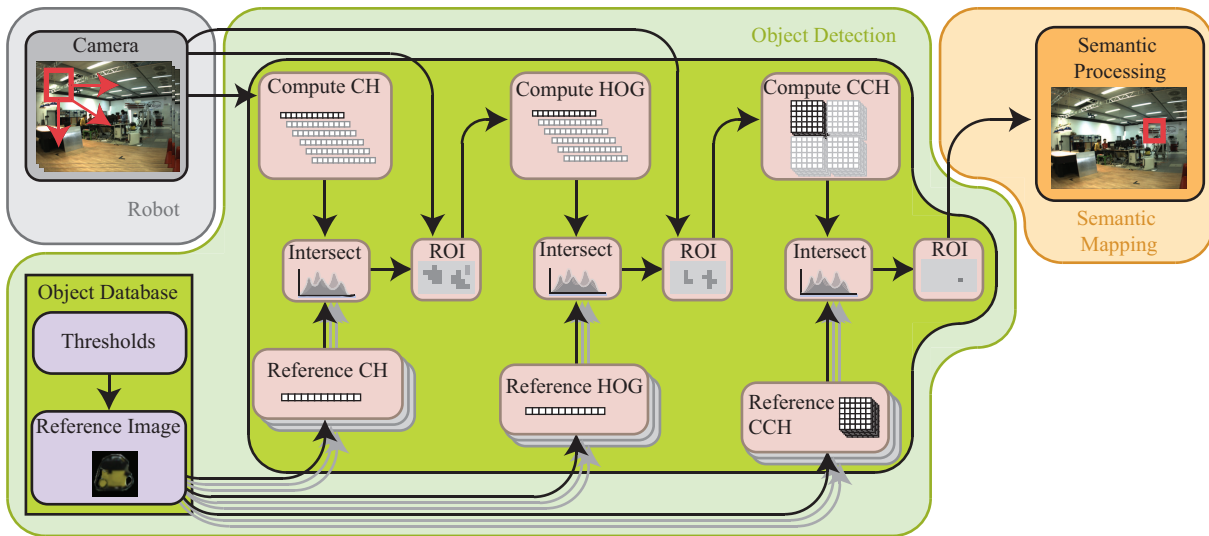 Camera
Robot
Object Detection
Compute CH
Compute HOG
Compute CCH
Semantic
Processing
Semantic
Mapping
Intersect
ROI
Intersect
ROI
Intersect
ROI
Object Database
Thresholds
Reference Image
Reference CH
Reference HOG
Reference
CCH